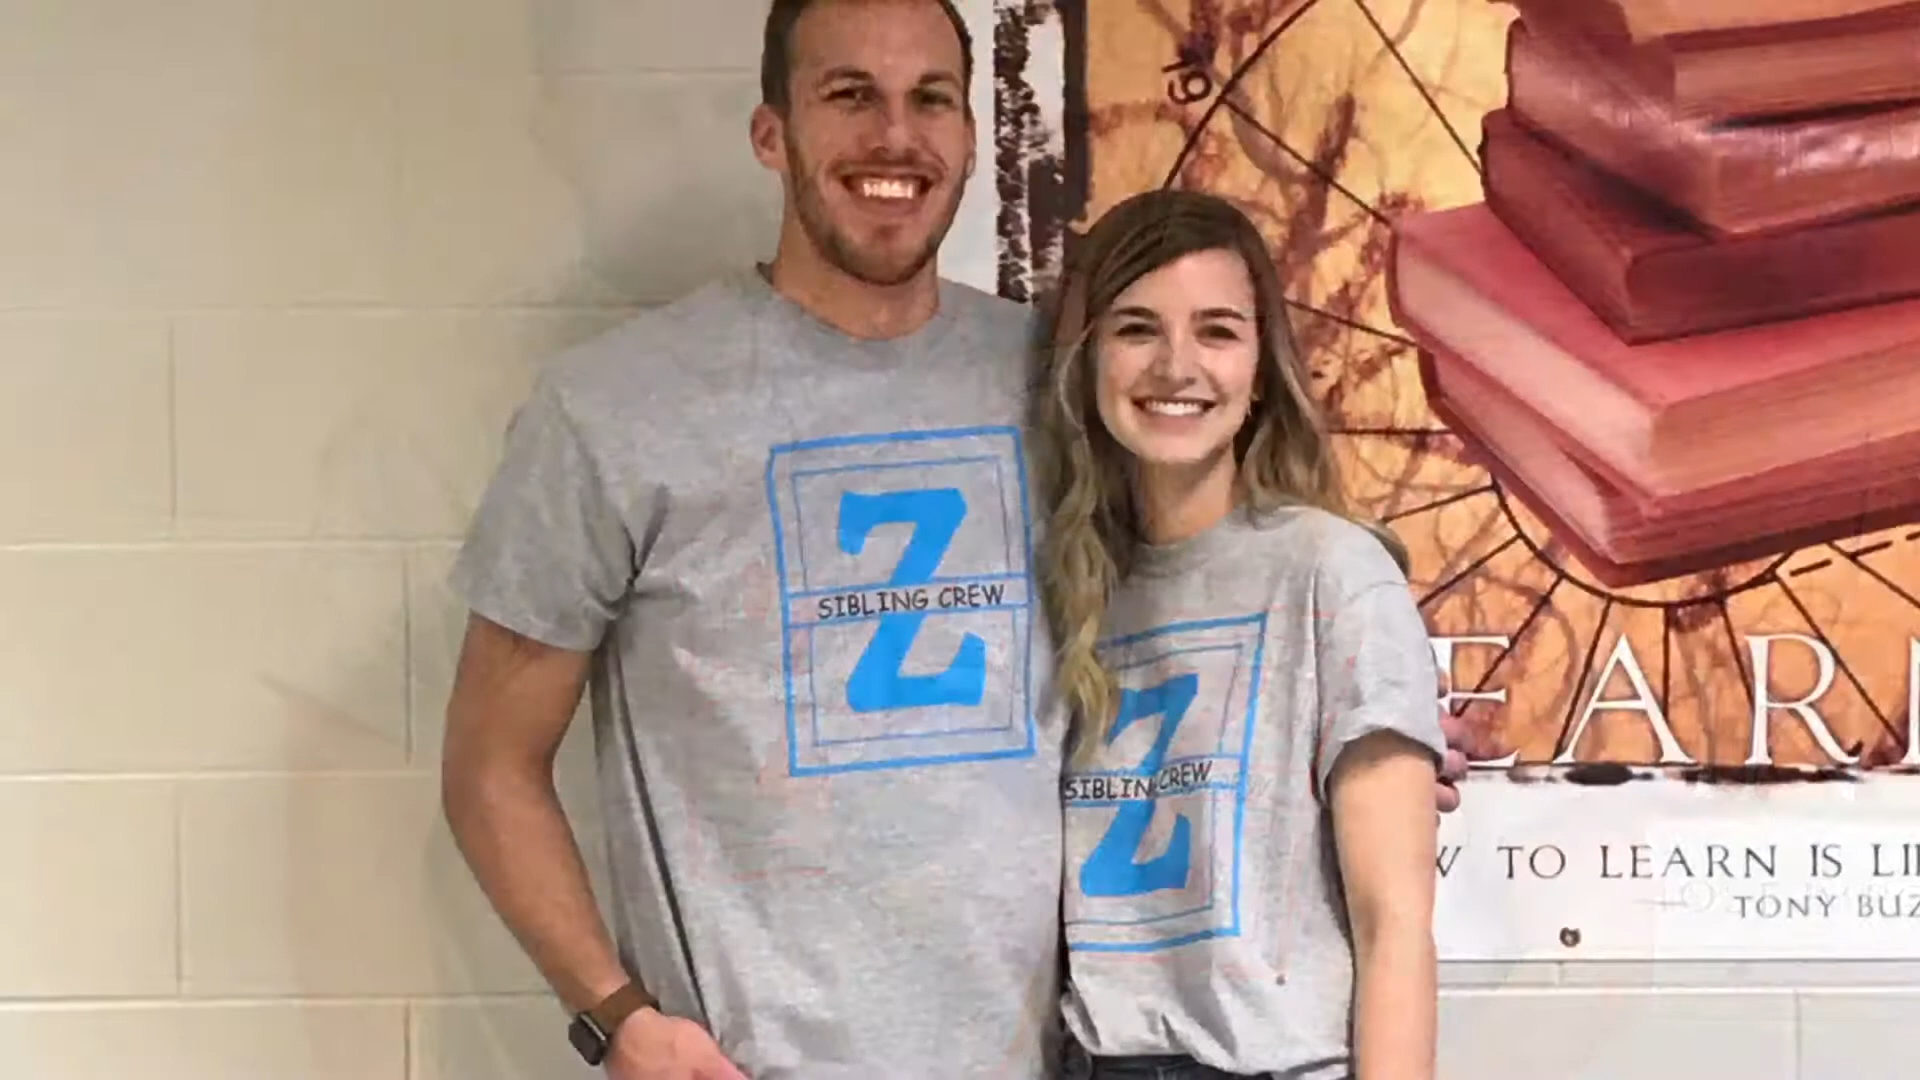 Z
SIBLING CREW
Z
SIBLING CREW
EAR
W TO LEARN IS LI
TONY BUZ